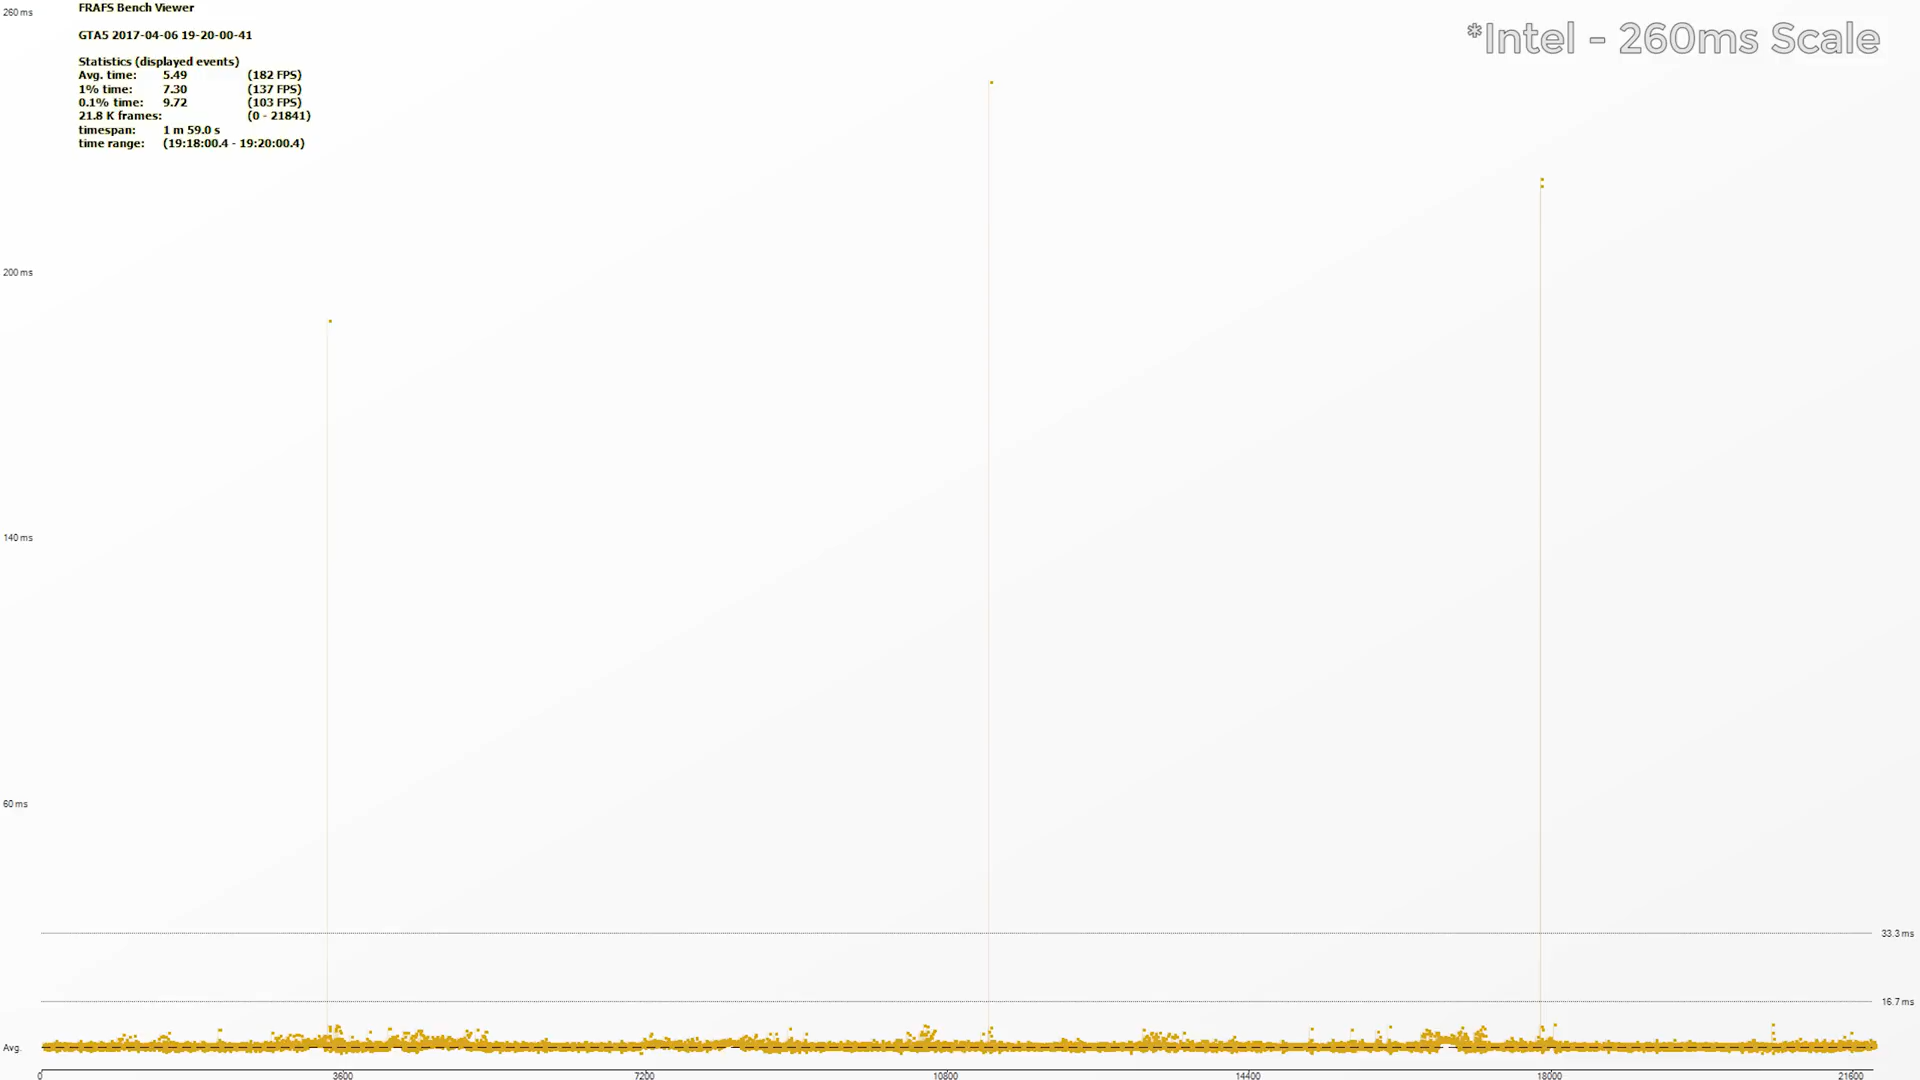 260 ms
FRAFS Bench Viewer
*Intel - 260ms Scale
GTA5 2017-04-06 19-20-00-41
Statistics (displayed events)
Avg. time: 5.49 (182 FPS)
1% time: 7.30 (137 FPS)
0.1% time: 9.72 (103 FPS)
21.8 K frames: (0 - 21841)
timespan: 1 m 59.0 s
time range: (19:18:00.4 - 19:20:00.4)
200 ms
140 ms
60 ms
33.3 ms
16.7 ms
Avg.
0 3600 7200 10800 14400 18000 21600